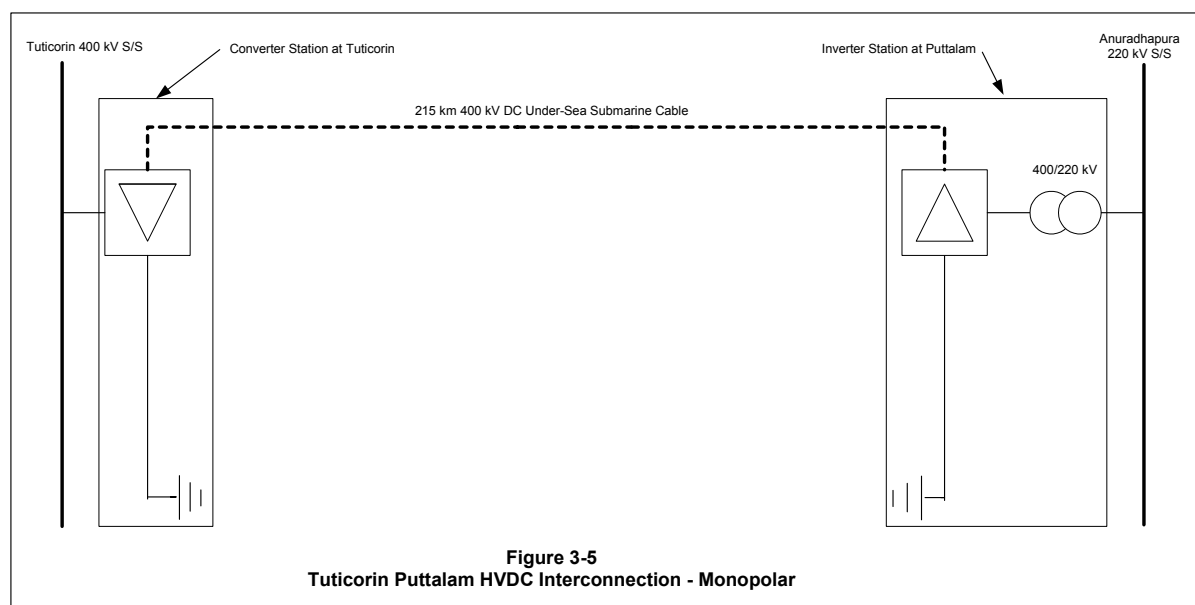 Tuticorin 400 kV S/S
Converter Station at Tuticorin
Inverter Station at Puttalam
Anuradhapura
220 kV S/S
215 km 400 kV DC Under-Sea Submarine Cable
400/220 kV
Figure 3-5
Tuticorin Puttalam HVDC Interconnection - Monopolar